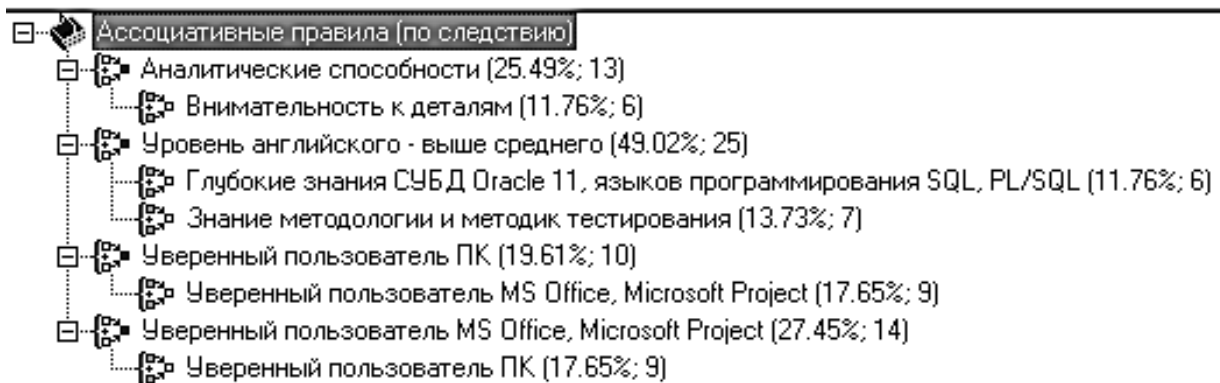 Ассоциативные правила (по следствию)
Аналитические способности (25.49%; 13)
Внимательность к деталям (11.76%; 6)
Уровень английского - выше среднего (49.02%; 25)
Глубокие знания СУБД Oracle 11, языков программирования SQL, PL/SQL (11.76%; 6)
Знание методологии и методик тестирования (13.73%; 7)
Уверенный пользователь ПК (19.61%; 10)
Уверенный пользователь MS Office, Microsoft Project (17.65%; 9)
Уверенный пользователь MS Office, Microsoft Project (27.45%; 14)
Уверенный пользователь ПК (17.65%; 9)